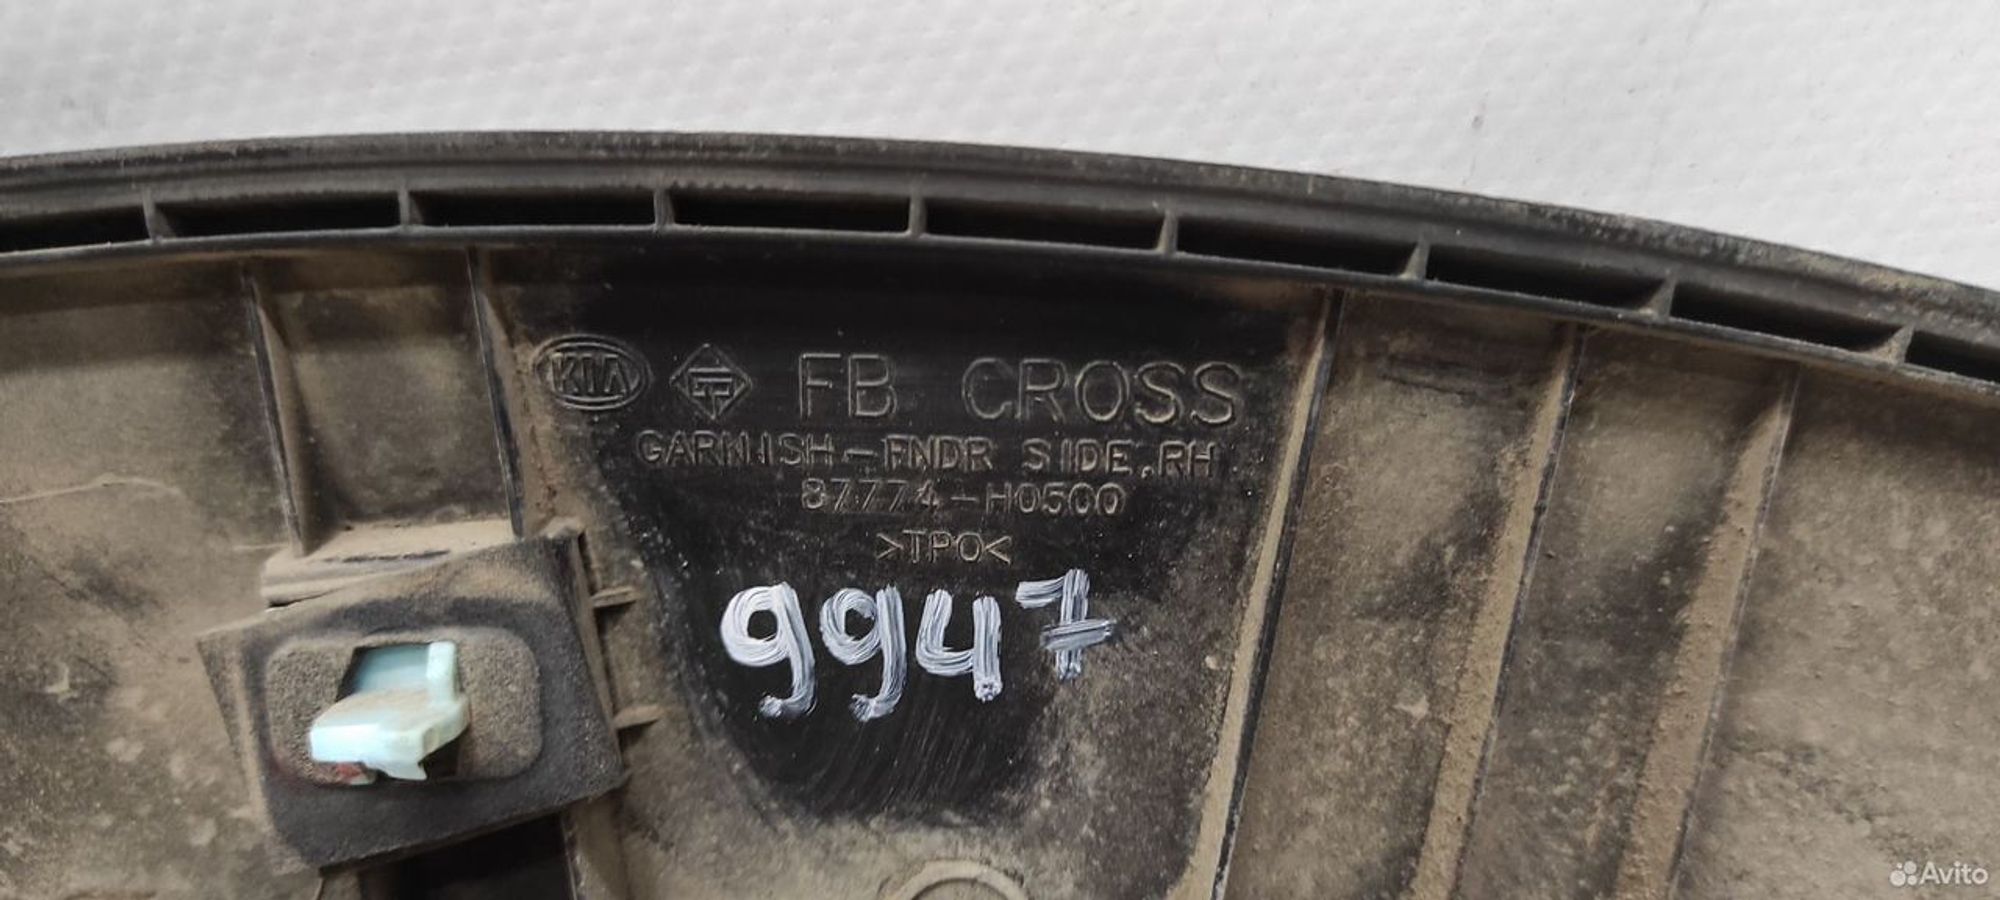 KIA FB CROSS
GARNISH-FNDR SIDE,RH
87774-H0500
>TPO<
9947
Avito